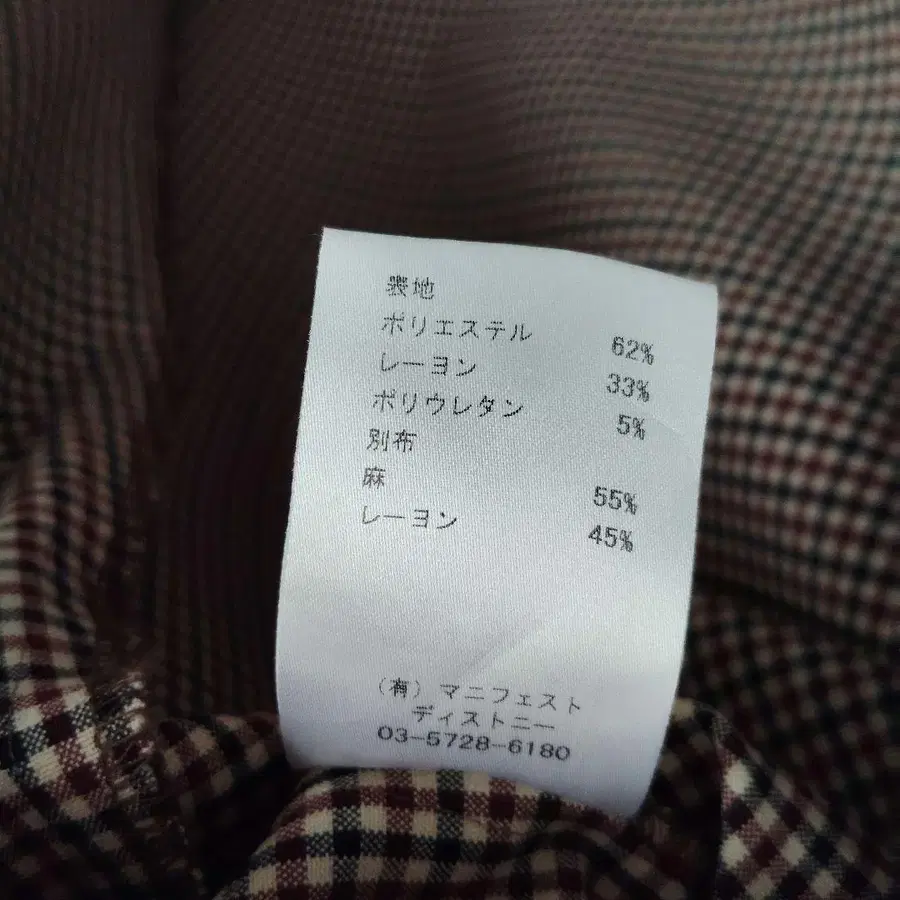 表地
ポリエステル 62%
レーヨン 33%
ポリウレタン 5%
別布
麻 55%
レーヨン 45%
（有）マニフェスト
ディストニー
03-5728-6180